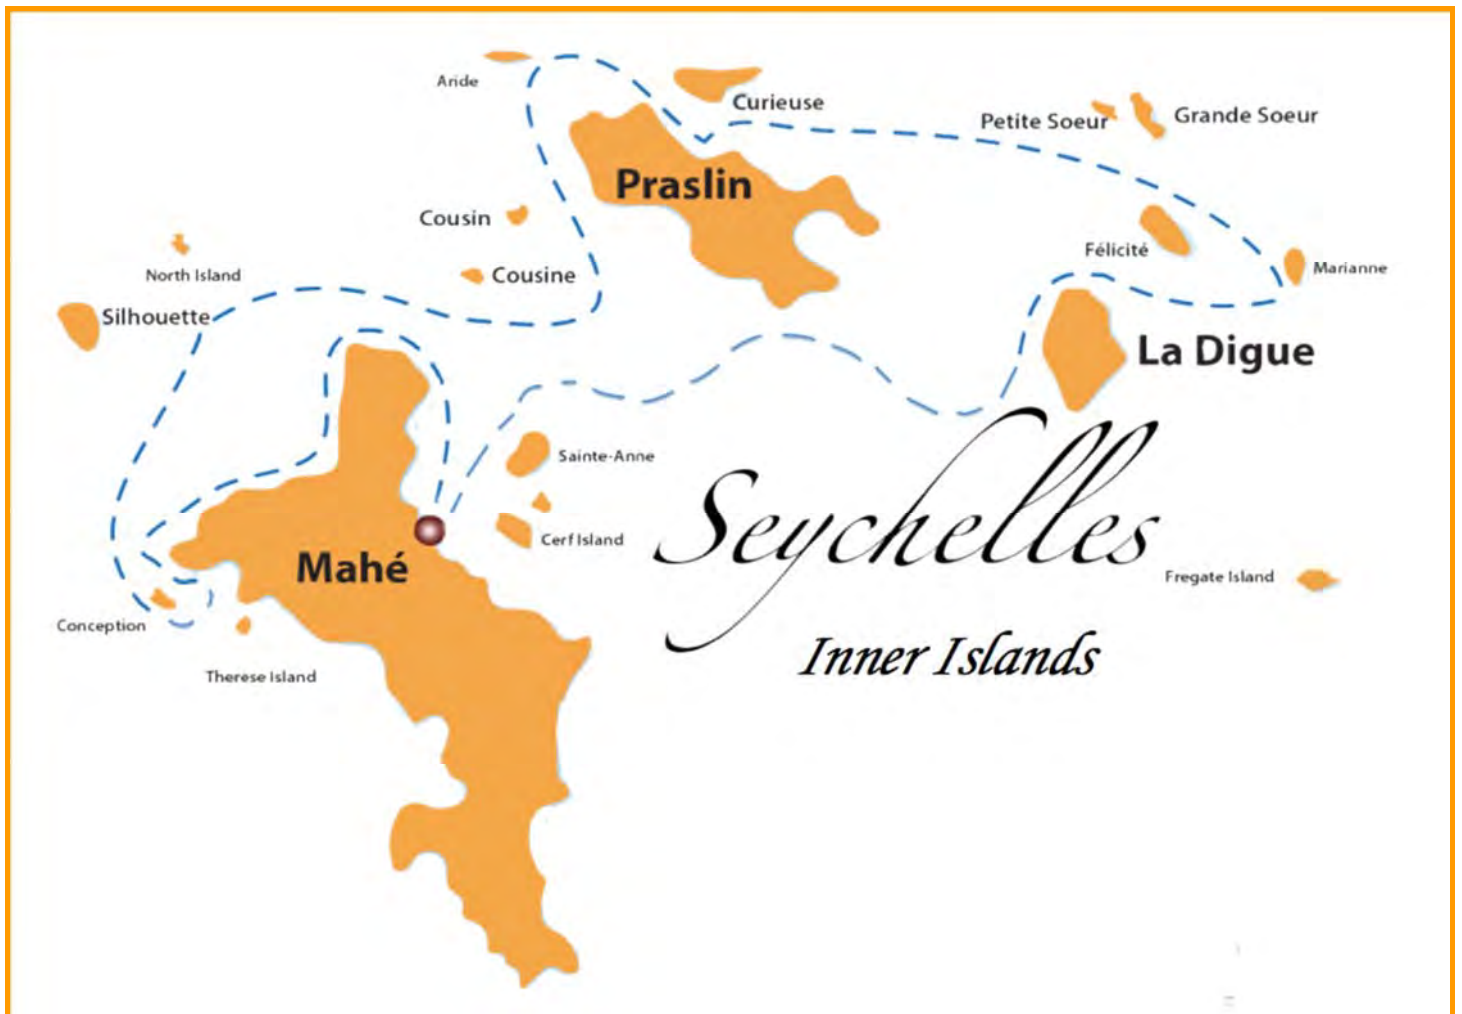 Aride
Curieuse
Petite Soeur
Grande Soeur
Praslin
Cousin
Félicité
North Island
Cousine
Marianne
Silhouette
La Digue
Sainte-Anne
Seychelles
Cerf Island
Mahé
Fregate Island
Conception
Inner Islands
Therese Island